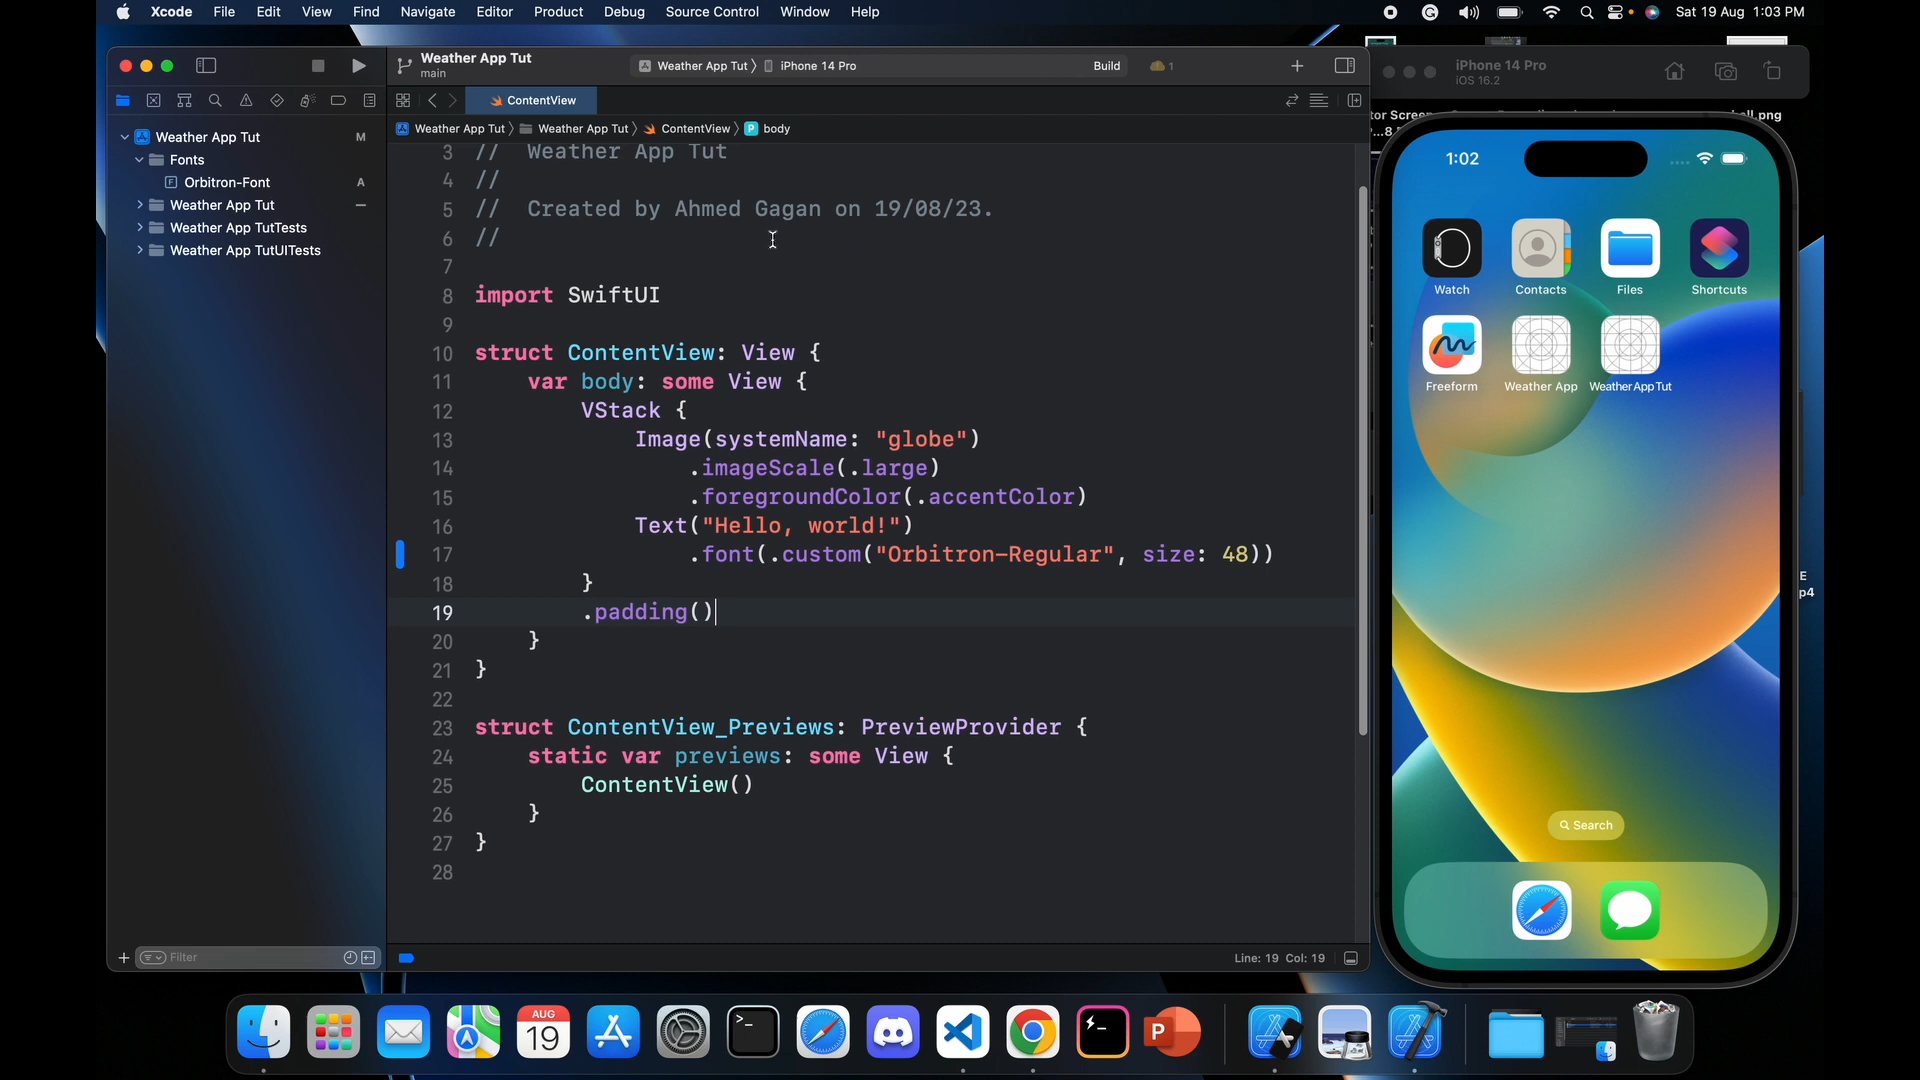 Xcode File Edit View Find Navigate Editor Product Debug Source Control Window Help
Sat 19 Aug 1:03 PM
Weather App Tut
main
Weather App Tut
iPhone 14 Pro
Build
1
iPhone 14 Pro
iOS 16.2
ContentView
Weather App Tut
M
Fonts
Orbitron-Font
A
Weather App Tut
Weather App TutTests
Weather App TutUITests
Weather App Tut
Weather App Tut
ContentView
body
3 // Weather App Tut
4 //
5 // Created by Ahmed Gagan on 19/08/23.
6 //
7
8 import SwiftUI
9
10 struct ContentView: View {
11 var body: some View {
12 VStack {
13 Image(systemName: "globe")
14 .imageScale(.large)
15 .foregroundColor(.accentColor)
16 Text("Hello, world!")
17 .font(.custom("Orbitron-Regular", size: 48))
18 }
19 .padding()
20 }
21 }
22
23 struct ContentView_Previews: PreviewProvider {
24 static var previews: some View {
25 ContentView()
26 }
27 }
28
Filter
Line: 19 Col: 19
1:02
Watch
Contacts
Files
Shortcuts
Freeform
Weather App
Weather App Tut
Search
AUG
19